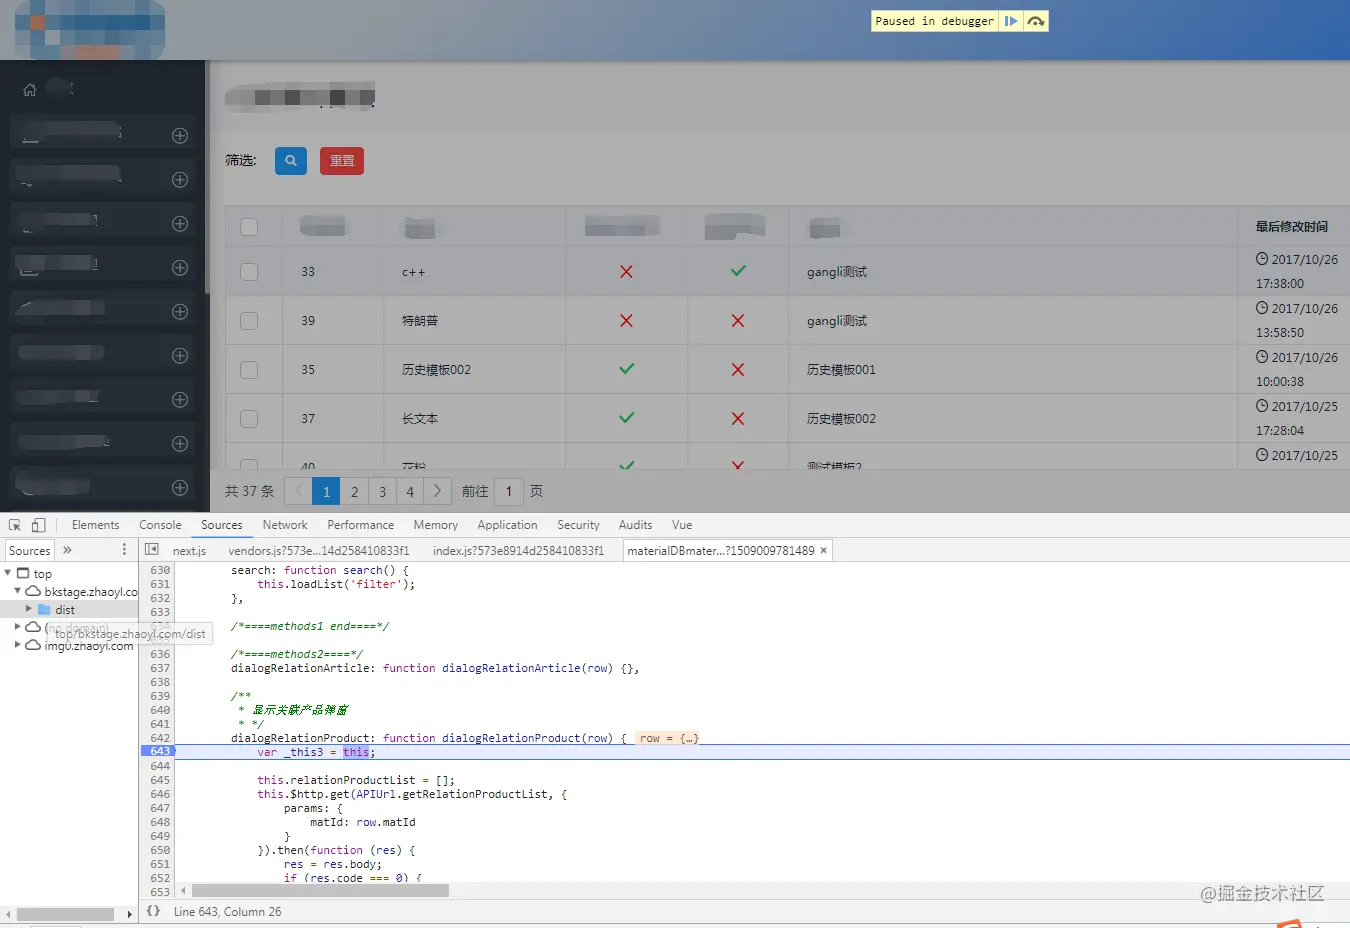 Paused in debugger
筛选: 重置
最后修改时间
33 c++ gangli测试 2017/10/26 17:38:00
39 特朗普 gangli测试 2017/10/26 13:58:50
35 历史模板002 历史模板001 2017/10/26 10:00:38
37 长文本 历史模板002 2017/10/25 17:28:04
40 花粉 测试模板2 2017/10/25
共 37 条 1 2 3 4 前往 1 页
Elements Console Sources Network Performance Memory Application Security Audits Vue
Sources » next.js vendors.js?573e...14d258410833f1 index.js?573e8914d258410833f1 materialDBmater...?1509009781489 ×
top
bkstage.zhaoyl.co
dist
(no domain)
top/bkstage.zhaoyl.com/dist
img0.zhaoyl.com
630 search: function search() {
631 this.loadList('filter');
632 },
633
634 /*====methods1 end====*/
636 /*====methods2====*/
637 dialogRelationArticle: function dialogRelationArticle(row) {},
638
639 /**
640 * 显示关联产品弹窗
641 * */
642 dialogRelationProduct: function dialogRelationProduct(row) { row = {…}
643 var _this3 = this;
644
645 this.relationProductList = [];
646 this.$http.get(APIUrl.getRelationProductList, {
647 params: {
648 matId: row.matId
649 }
650 }).then(function (res) {
651 res = res.body;
652 if (res.code === 0) {
653
{} Line 643, Column 26
@掘金技术社区